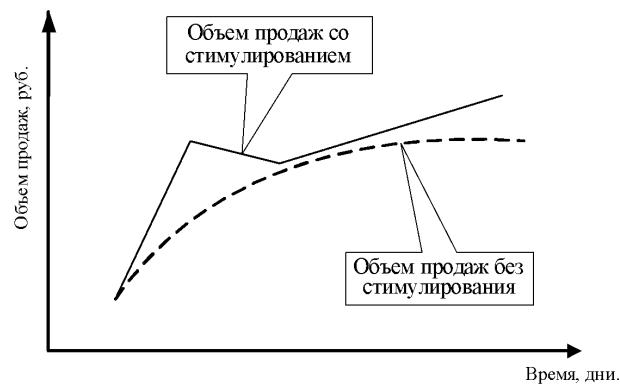 Объем продаж со
стимулированием
Объем продаж, руб.
Объем продаж без
стимулирования
Время, дни.